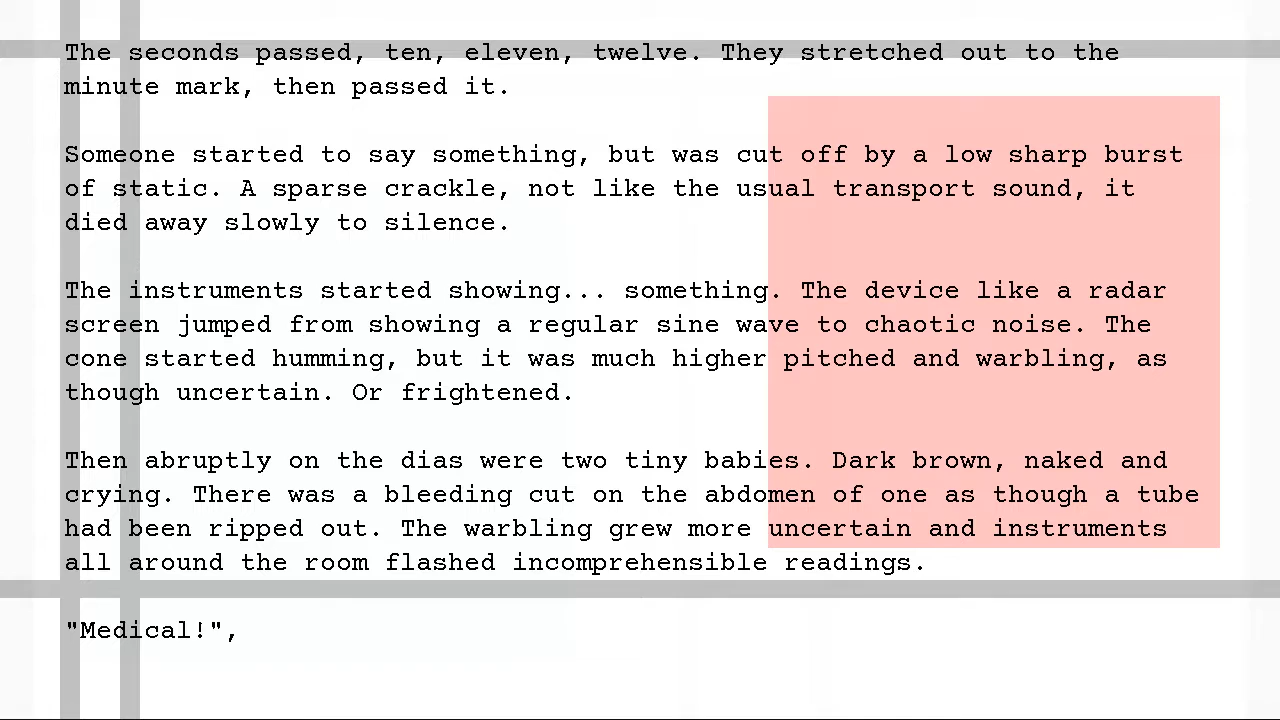 The seconds passed, ten, eleven, twelve. They stretched out to the
minute mark, then passed it.
Someone started to say something, but was cut off by a low sharp burst
of static. A sparse crackle, not like the usual transport sound, it
died away slowly to silence.
The instruments started showing... something. The device like a radar
screen jumped from showing a regular sine wave to chaotic noise. The
cone started humming, but it was much higher pitched and warbling, as
though uncertain. Or frightened.
Then abruptly on the dias were two tiny babies. Dark brown, naked and
crying. There was a bleeding cut on the abdomen of one as though a tube
had been ripped out. The warbling grew more uncertain and instruments
all around the room flashed incomprehensible readings.
"Medical!",